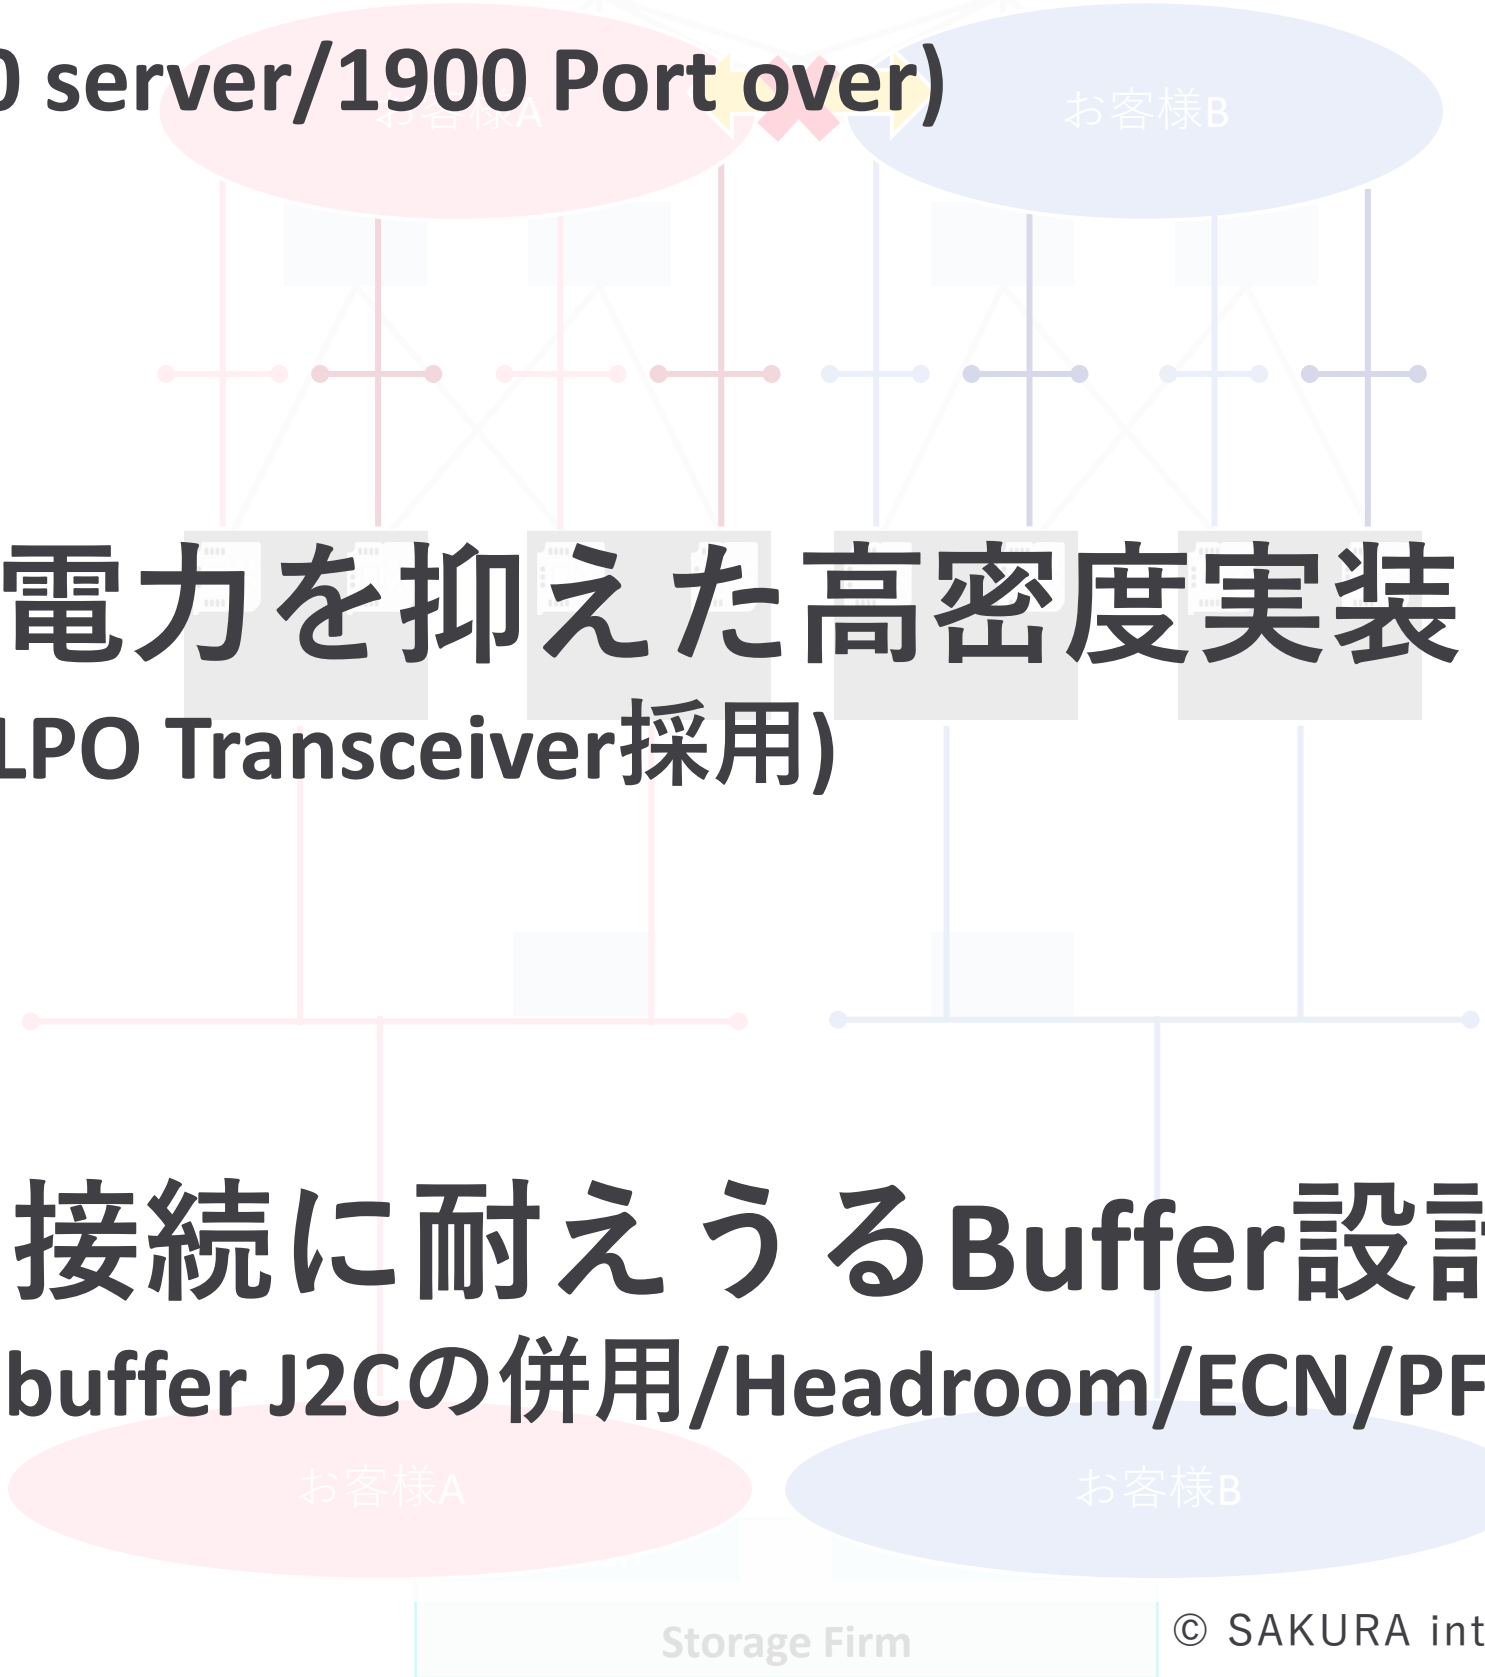 0 server/1900 Port over)
お客様A
お客様B
電力を抑えた高密度実装
LPO Transceiver採用)
接続に耐えうるBuffer設計
buffer J2Cの併用/Headroom/ECN/PF
お客様A
お客様B
Storage Firm
© SAKURA int